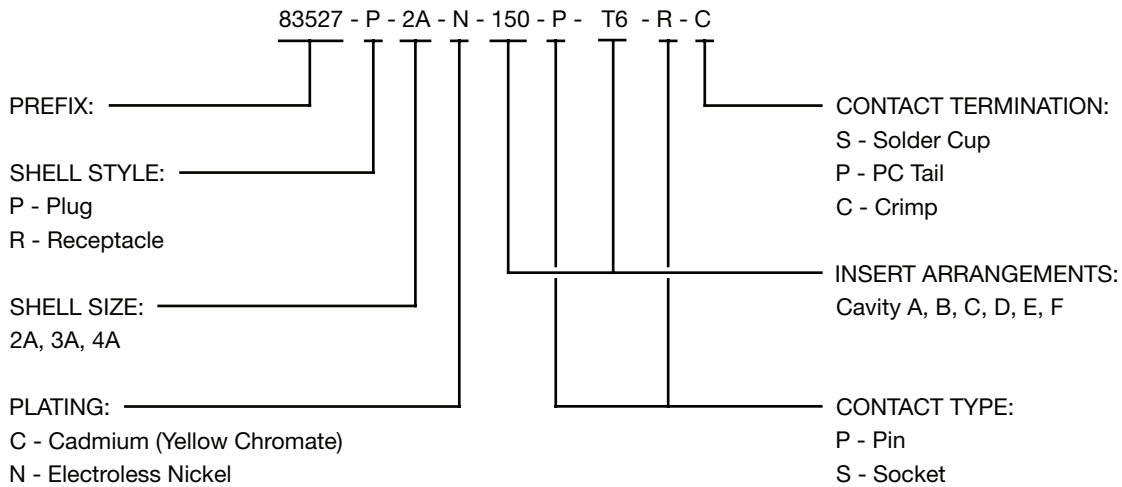 83527 - P - 2A - N - 150 - P - T6 - R - C
PREFIX:
SHELL STYLE:
P - Plug
R - Receptacle
SHELL SIZE:
2A, 3A, 4A
PLATING:
C - Cadmium (Yellow Chromate)
N - Electroless Nickel
CONTACT TERMINATION:
S - Solder Cup
P - PC Tail
C - Crimp
INSERT ARRANGEMENTS:
Cavity A, B, C, D, E, F
CONTACT TYPE:
P - Pin
S - Socket